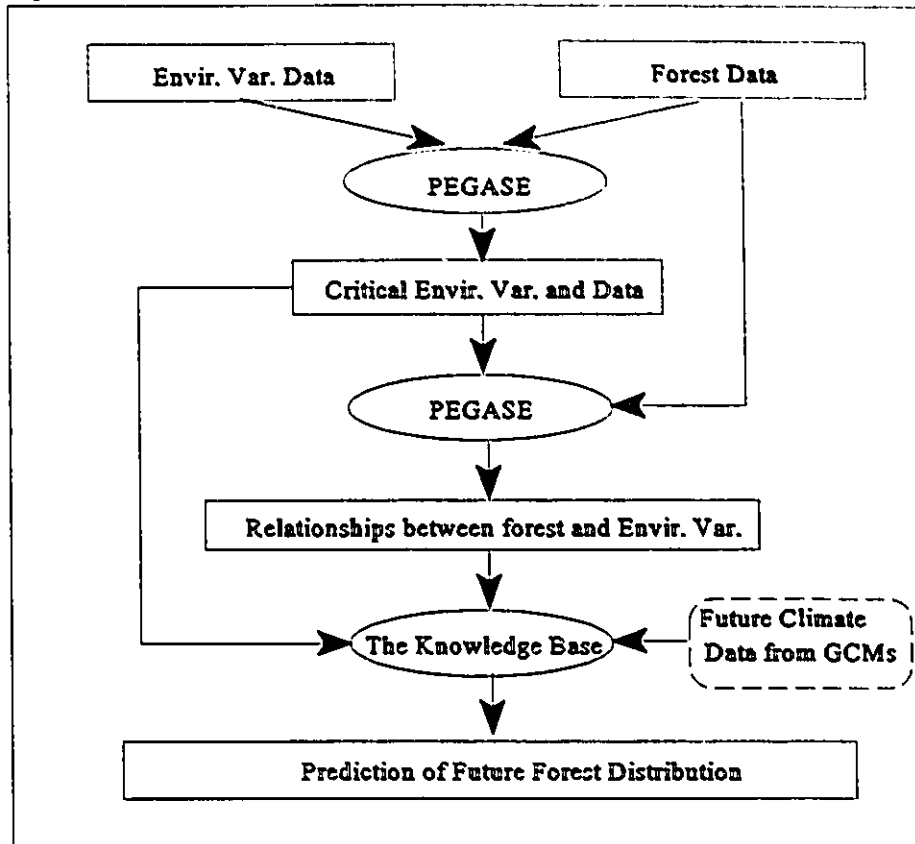 Envir. Var. Data
Forest Data
PEGASE
Critical Envir. Var. and Data
PEGASE
Relationships between forest and Envir. Var.
The Knowledge Base
Future Climate
Data from GCMs
Prediction of Future Forest Distribution